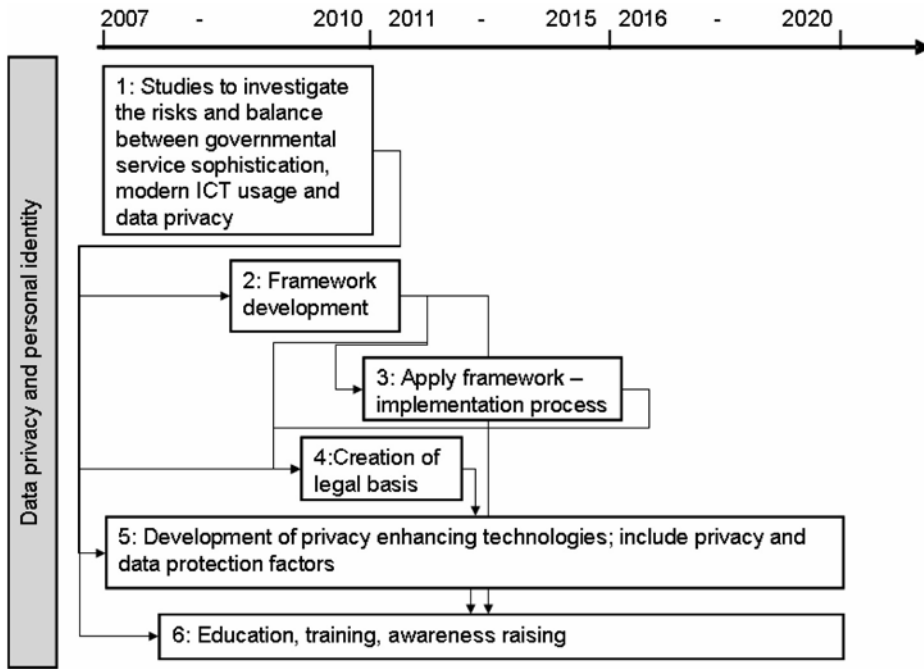 2007 - 2010 2011 - 2015 2016 - 2020
Data privacy and personal identity
1: Studies to investigate
the risks and balance
between governmental
service sophistication,
modern ICT usage and
data privacy
2: Framework
development
3: Apply framework –
implementation process
4:Creation of
legal basis
5: Development of privacy enhancing technologies; include privacy and
data protection factors
6: Education, training, awareness raising